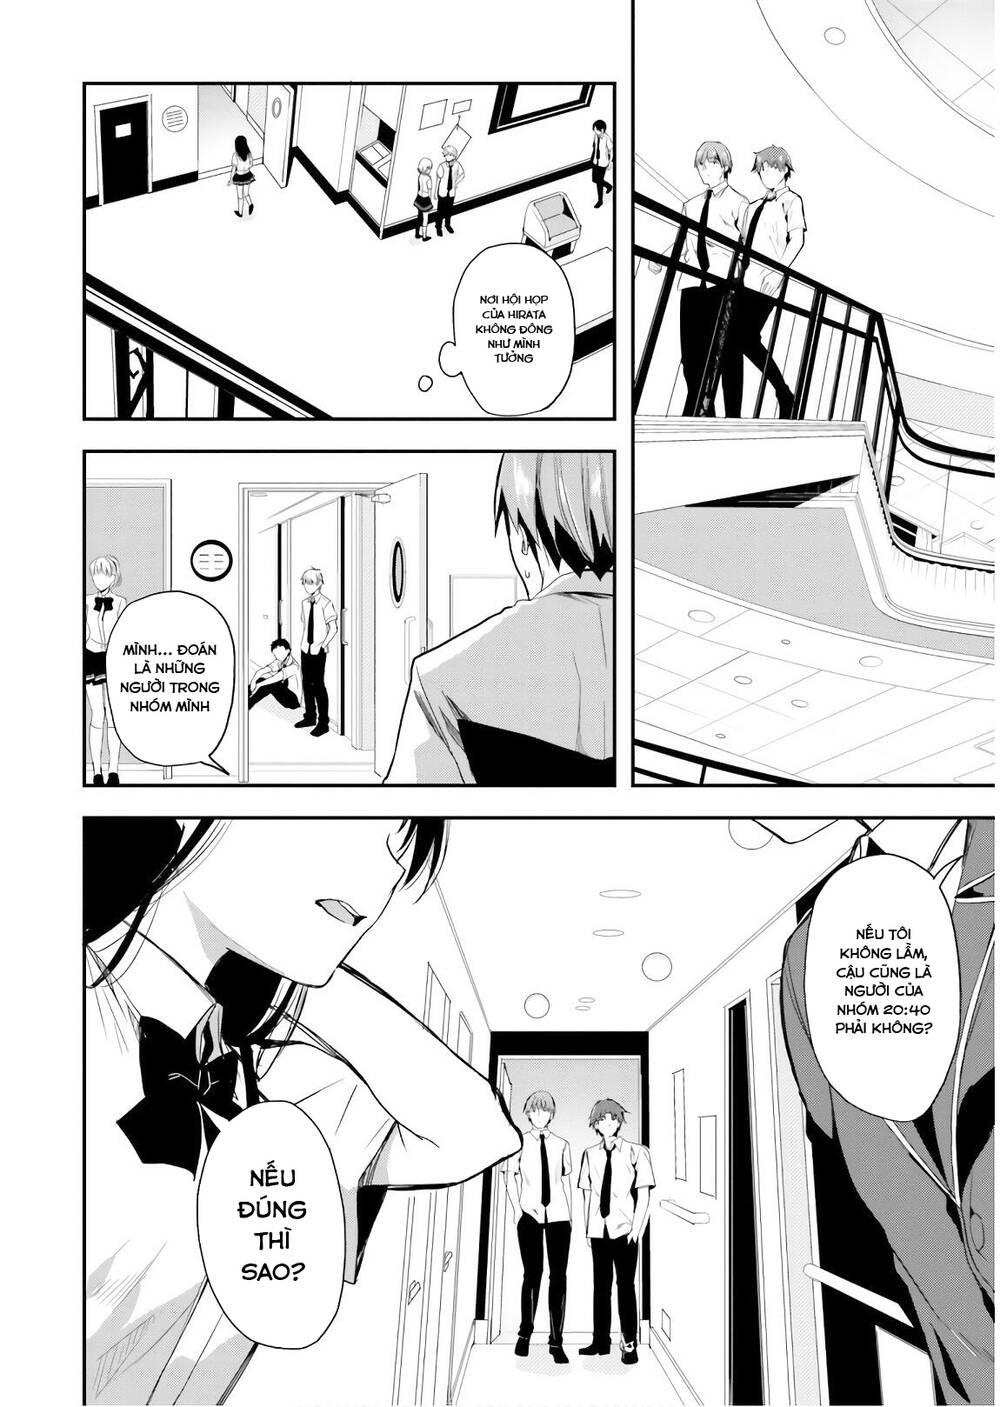 NƠI HỘI HỌP
CỦA HIRATA
KHÔNG ĐÔNG
NHƯ MÌNH
TƯỞNG
MÌNH... ĐOÁN
LÀ NHỮNG
NGƯỜI TRONG
NHÓM MÌNH
NẾU TÔI
KHÔNG LẦM,
CẬU CŨNG LÀ
NGƯỜI CỦA
NHÓM 20:40
PHẢI KHÔNG?
NẾU
ĐÚNG
THÌ
SAO?